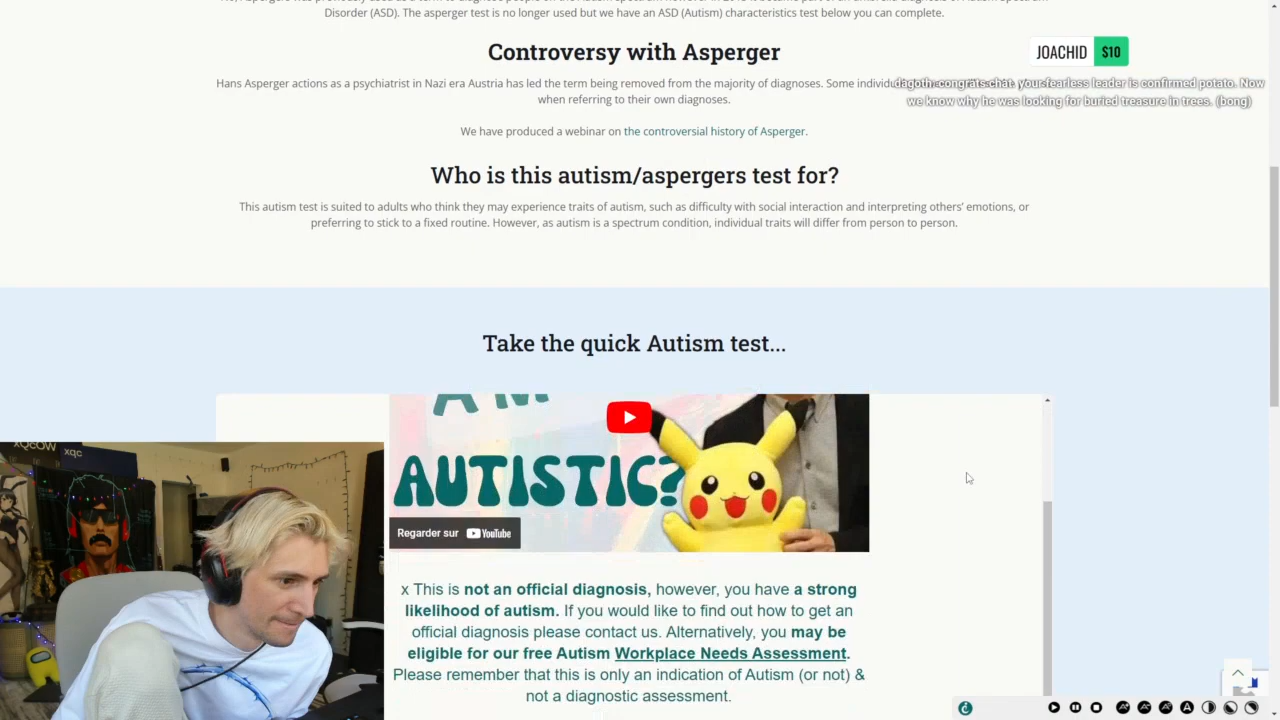 Disorder (ASD). The asperger test is no longer used but we have an ASD (Autism) characteristics test below you can complete.
Controversy with Asperger
JOACHID $10
Hans Asperger actions as a psychiatrist in Nazi era Austria has led the term being removed from the majority of diagnoses. Some
dagoth: congrats chat. your fearless leader is confirmed potato. Now
when referring to their own diagnoses.
we know why he was looking for buried treasure in trees. (bong)
We have produced a webinar on the controversial history of Asperger.
Who is this autism/aspergers test for?
This autism test is suited to adults who think they may experience traits of autism, such as difficulty with social interaction and interpreting others' emotions, or
preferring to stick to a fixed routine. However, as autism is a spectrum condition, individual traits will differ from person to person.
Take the quick Autism test...
AUTISTIC?
Regarder sur YouTube
xQcOW
xqc
x This is not an official diagnosis, however, you have a strong
likelihood of autism. If you would like to find out how to get an
official diagnosis please contact us. Alternatively, you may be
eligible for our free Autism Workplace Needs Assessment.
Please remember that this is only an indication of Autism (or not) &
not a diagnostic assessment.